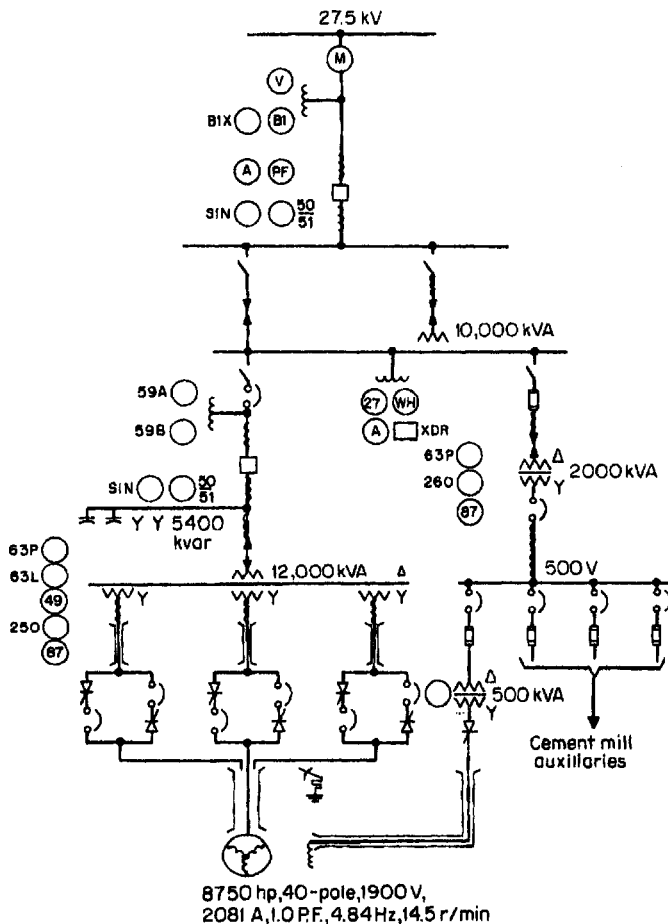 27.5 kV
M
V
B1X B1
A PF
S1N 50
51
10,000 kVA
59A
27 WH
59B
A XDR
63P Δ
2000 kVA
S1N 50
51
260 Y
Y Y 5400
kvar
87
63P
500 V
63L 12,000 kVA Δ
49 Y Y Y
250
87
Δ
500 kVA
Y
Cement mill
auxiliaries
8750 hp, 40-pole, 1900 V,
2081 A, 1.0 P.F., 4.84 Hz, 14.5 r/min